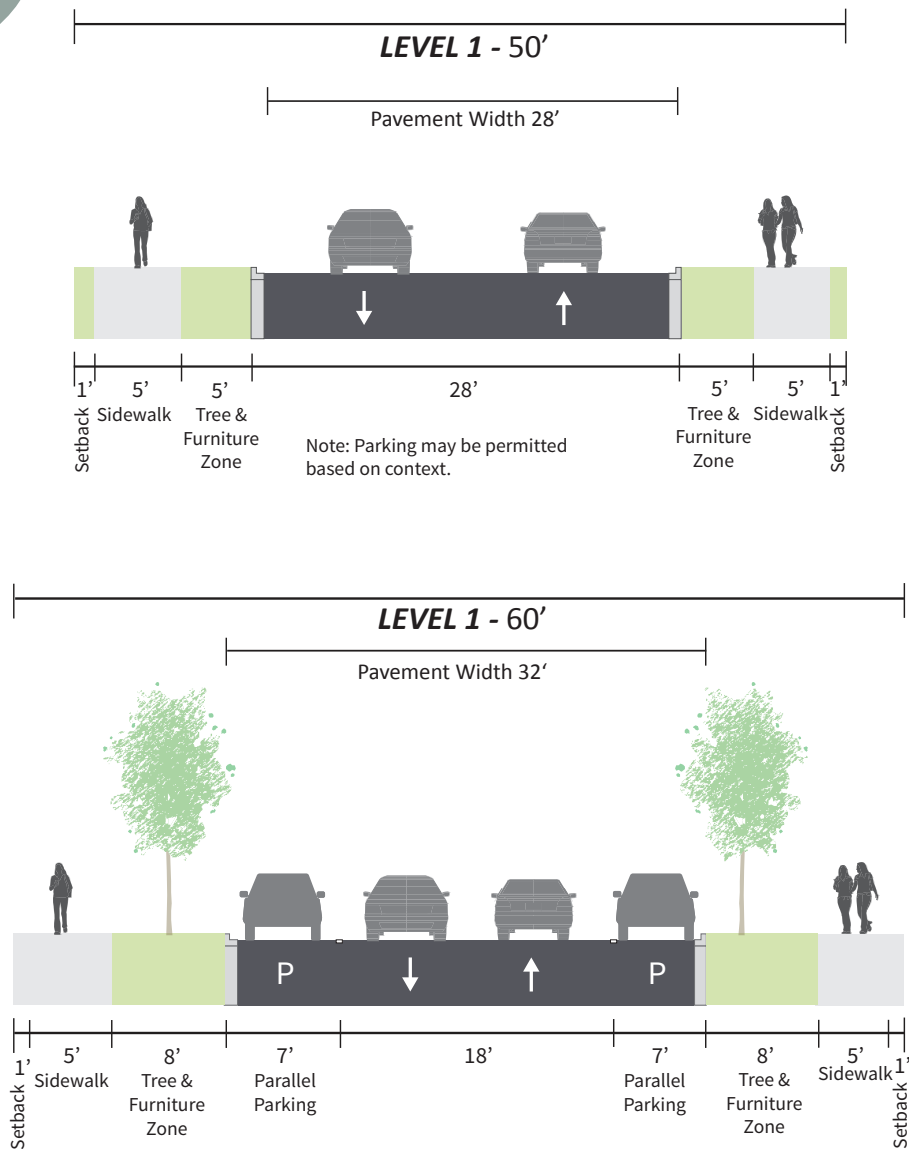 LEVEL 1 - 50’
Pavement Width 28’
1’ 5’ 5’ 28’ 5’ 5’ 1’
Setback Sidewalk Tree & Tree & Sidewalk Setback
Furniture Furniture
Zone Zone
Note: Parking may be permitted
based on context.
LEVEL 1 - 60’
Pavement Width 32‘
P P
1’ 5’ 8’ 7’ 18’ 7’ 8’ 5’ 1’
Setback Sidewalk Tree & Parallel Parallel Tree & Sidewalk Setback
Furniture Parking Parking Furniture
Zone Zone